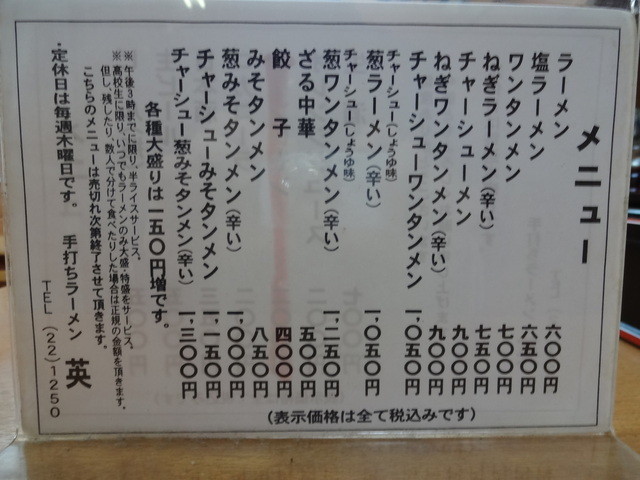 メニュー
ラーメン 六〇〇円
塩ラーメン 六五〇円
ワンタンメン 七〇〇円
ねぎラーメン(辛い) 七五〇円
チャーシューメン 九〇〇円
ねぎワンタンメン(辛い) 九〇〇円
チャーシューワンタンメン 一、〇五〇円
チャーシュー(しょうゆ味)
葱ラーメン(辛い) 一、〇五〇円
チャーシュー(しょうゆ味)
葱ワンタンメン(辛い) 一、二五〇円
ざる中華 五〇〇円
餃子 四〇〇円
みそタンメン 八五〇円
葱みそタンメン(辛い) 一、〇〇〇円
チャーシューみそタンメン 一、一五〇円
チャーシュー葱みそタンメン(辛い) 一、三〇〇円
(表示価格は全て税込みです)
各種大盛りは一五〇円増です。
※午後3時までに限り、半ライスサービス。
※高校生に限り、いつでもラーメンのみ大盛・特盛をサービス。
但し、残したり、数人で分けて食べたりした場合は正規の金額を頂きます。
こちらのメニューは売切れ次第終了させて頂きます。
・定休日は毎週木曜日です。
手打ちラーメン 英
TEL (22)1250